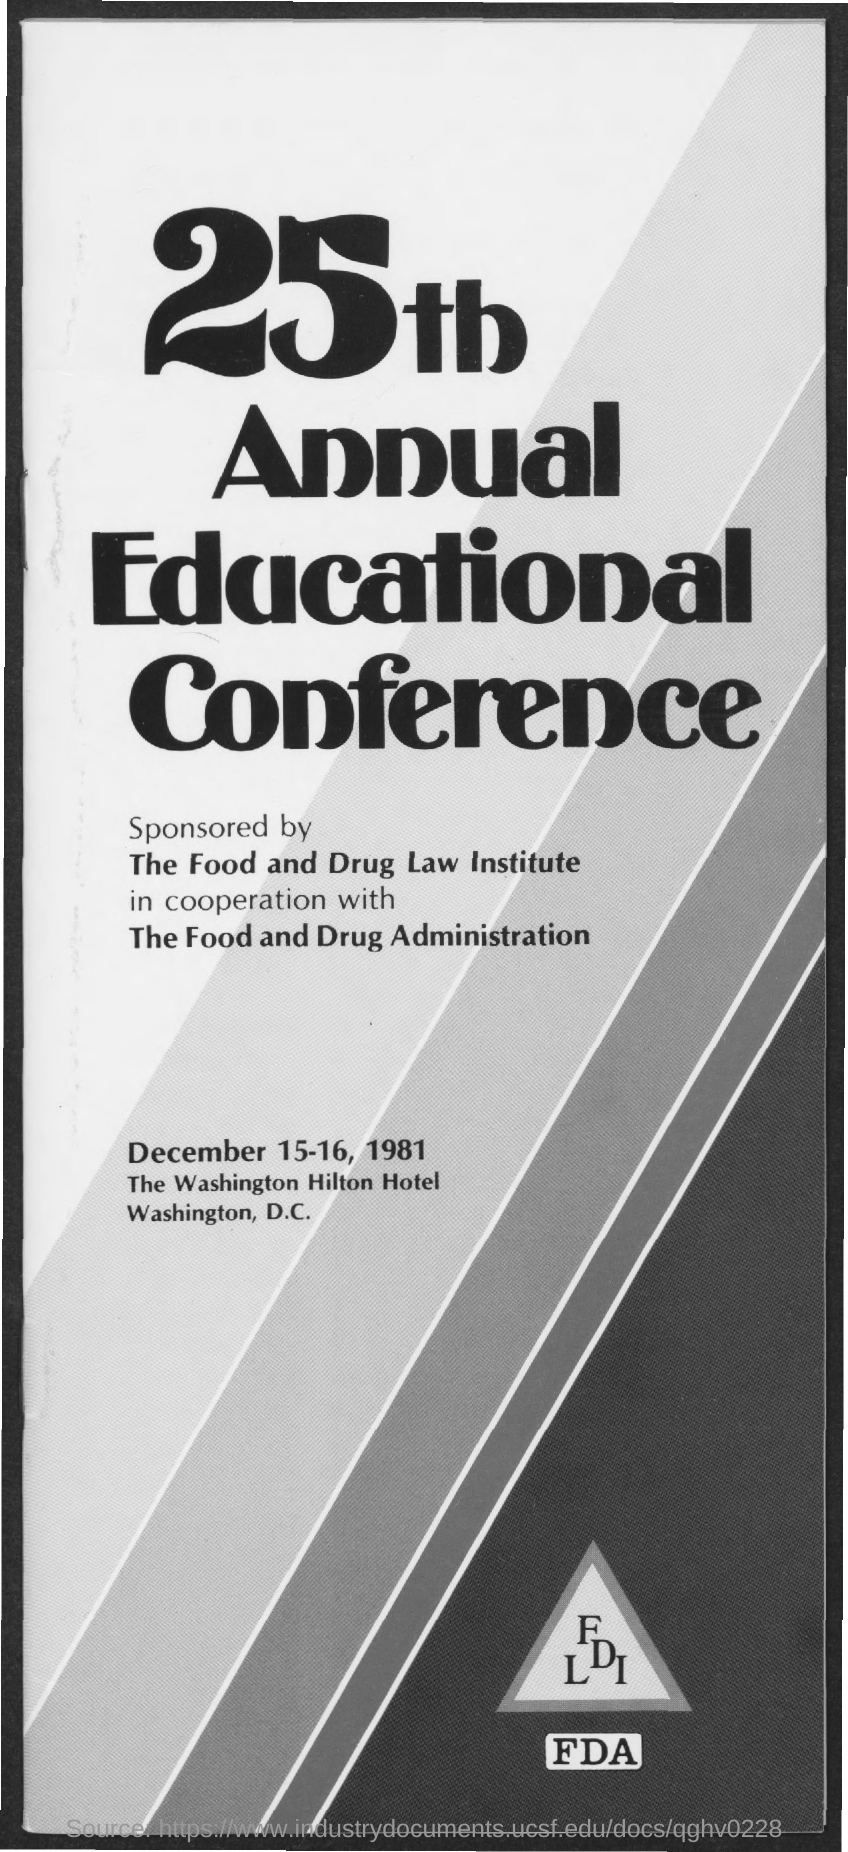 25th
Annual
Educational
Conference
Sponsored by
The Food and Drug Law Institute
in cooperation with
The Food and Drug Administration
December 15-16, 1981
The Washington Hilton Hotel
Washington, D.C.
F
L D I
FDA
Source: https://www.industrydocuments.ucsf.edu/docs/qghv0228